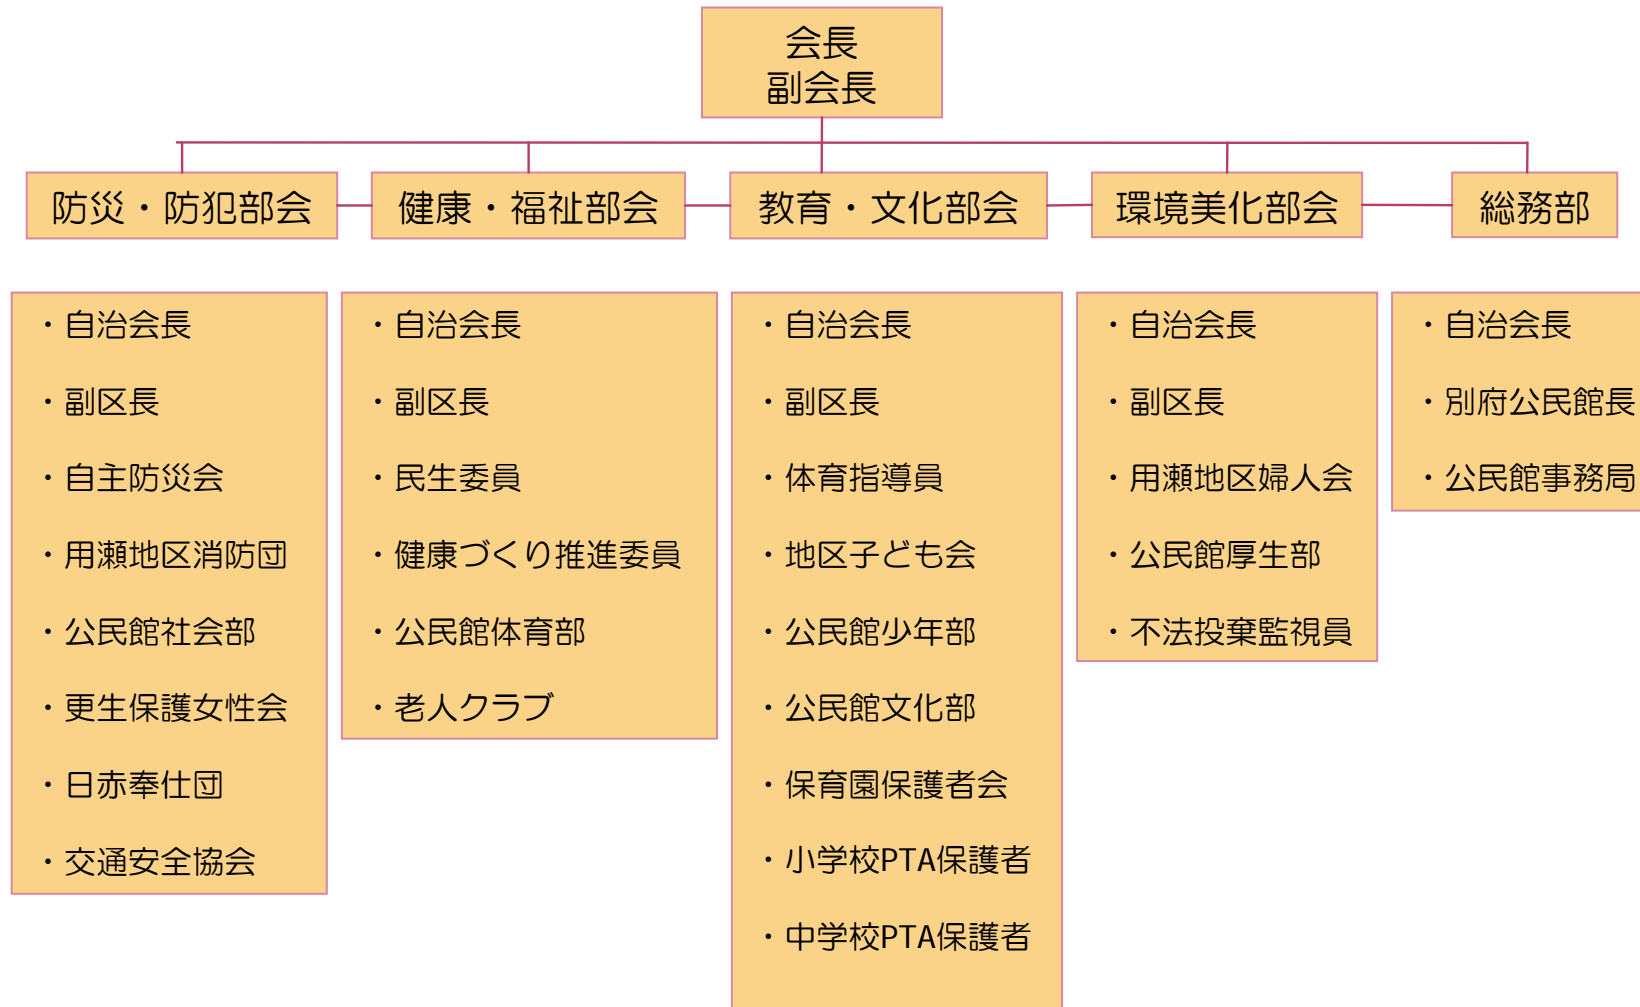 会長
副会長
防災・防犯部会
健康・福祉部会
教育・文化部会
環境美化部会
総務部
・自治会長
・副区長
・自主防災会
・用瀬地区消防団
・公民館社会部
・更生保護女性会
・日赤奉仕団
・交通安全協会
・自治会長
・副区長
・民生委員
・健康づくり推進委員
・公民館体育部
・老人クラブ
・自治会長
・副区長
・体育指導員
・地区子ども会
・公民館少年部
・公民館文化部
・保育園保護者会
・小学校PTA保護者
・中学校PTA保護者
・自治会長
・副区長
・用瀬地区婦人会
・公民館厚生部
・不法投棄監視員
・自治会長
・別府公民館長
・公民館事務局